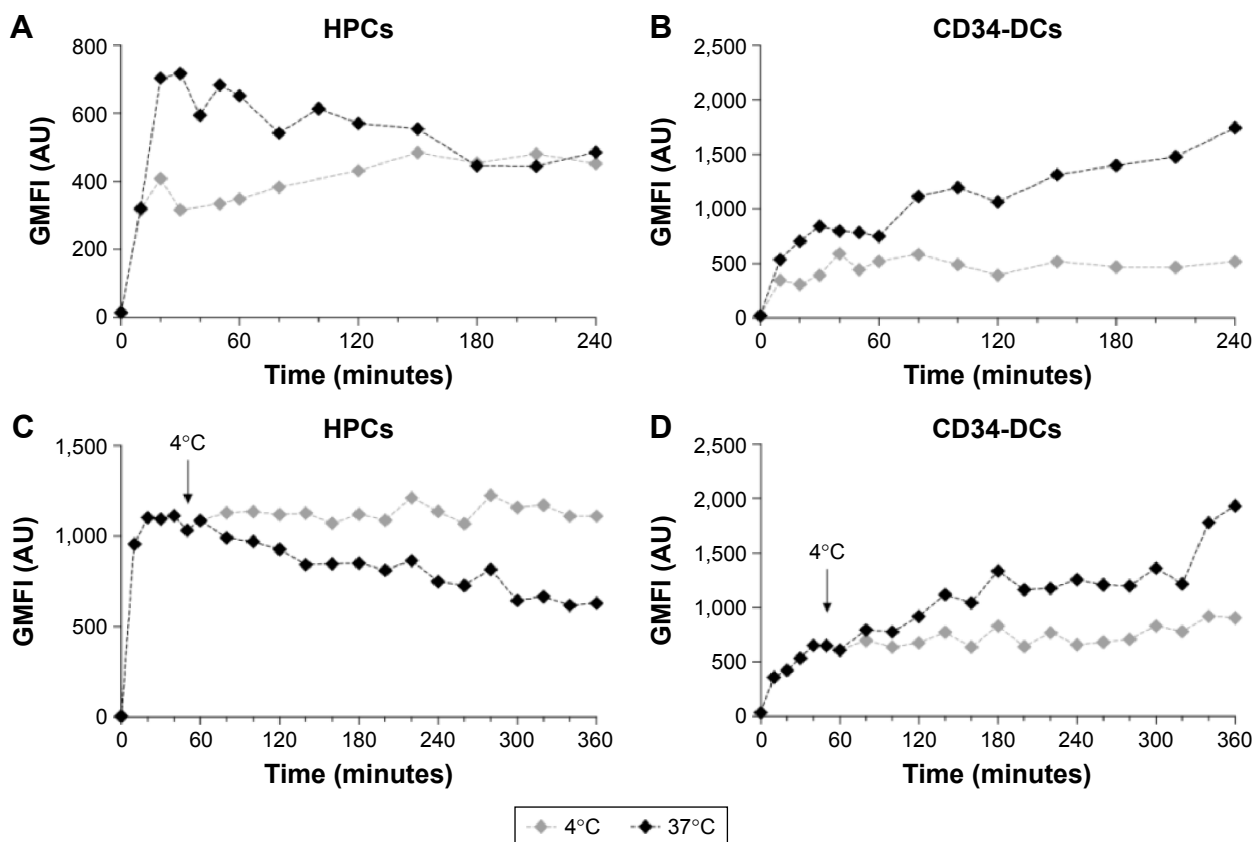 A
HPCs
GMFI (AU)
800
600
400
200
0
0 60 120 180 240
Time (minutes)
B
CD34-DCs
GMFI (AU)
2,500
2,000
1,500
1,000
500
0
0 60 120 180 240
Time (minutes)
C
HPCs
4°C
GMFI (AU)
1,500
1,000
500
0
0 60 120 180 240 300 360
Time (minutes)
D
CD34-DCs
4°C
GMFI (AU)
2,500
2,000
1,500
1,000
500
0
0 60 120 180 240 300 360
Time (minutes)
4°C 37°C